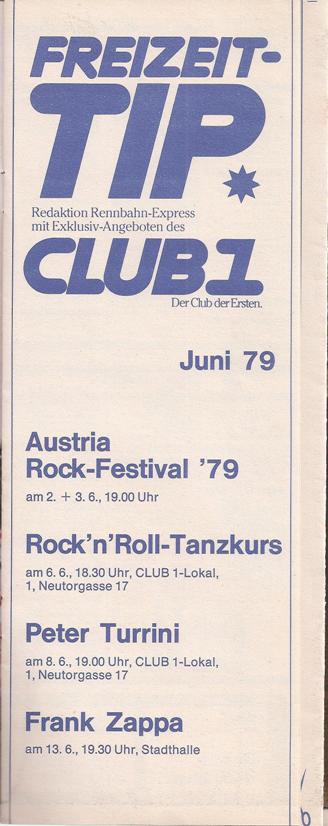 FREIZEIT-
TIP.
Redaktion Rennbahn-Express
mit Exklusiv-Angeboten des
CLUB1
Der Club der Ersten.
Juni 79
Austria
Rock-Festival '79
am 2. + 3. 6., 19.00 Uhr
Rock'n'Roll-Tanzkurs
am 6. 6., 18.30 Uhr, CLUB 1-Lokal,
1, Neutorgasse 17
Peter Turrini
am 8. 6., 19.00 Uhr, CLUB 1-Lokal,
1, Neutorgasse 17
Frank Zappa
am 13. 6., 19.30 Uhr, Stadthalle